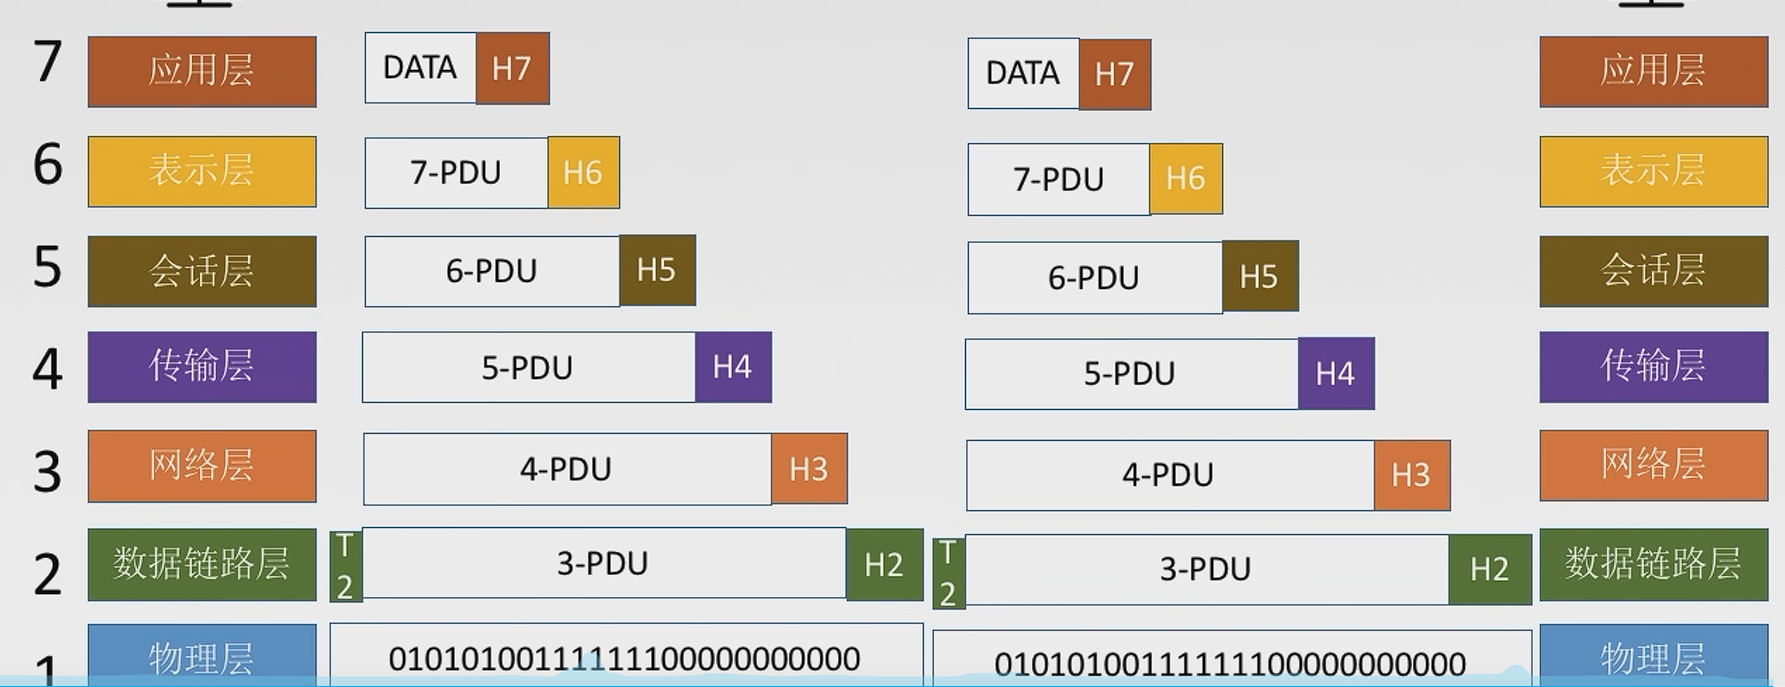 7 应用层 DATA H7 DATA H7 应用层
6 表示层 7-PDU H6 7-PDU H6 表示层
5 会话层 6-PDU H5 6-PDU H5 会话层
4 传输层 5-PDU H4 5-PDU H4 传输层
3 网络层 4-PDU H3 4-PDU H3 网络层
2 数据链路层 T2 3-PDU H2 T2 3-PDU H2 数据链路层
1 物理层 0101010011111110000000000 0101010011111110000000000 物理层